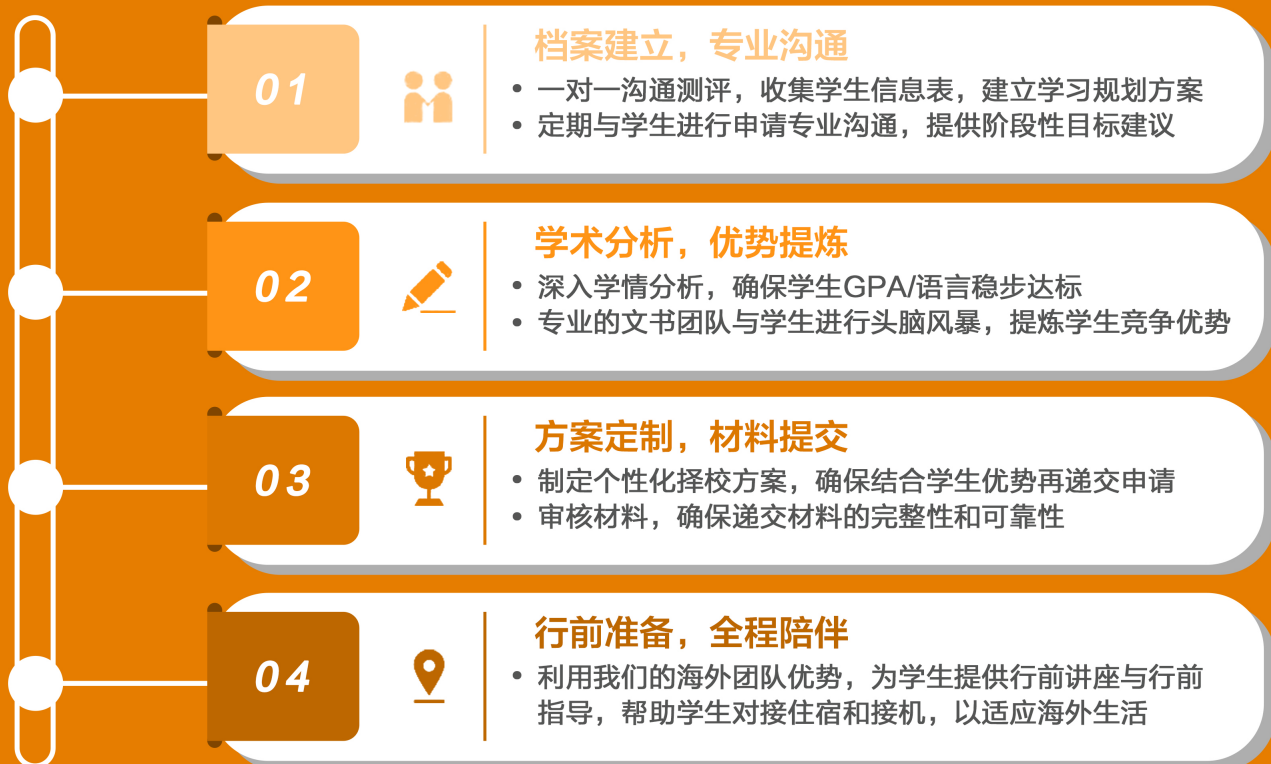 01
档案建立，专业沟通
• 一对一沟通测评，收集学生信息表，建立学习规划方案
• 定期与学生进行申请专业沟通，提供阶段性目标建议
02
学术分析，优势提炼
• 深入学情分析，确保学生GPA/语言稳步达标
• 专业的文书团队与学生进行头脑风暴，提炼学生竞争优势
03
方案定制，材料提交
• 制定个性化择校方案，确保结合学生优势再递交申请
• 审核材料，确保递交材料的完整性和可靠性
04
行前准备，全程陪伴
• 利用我们的海外团队优势，为学生提供行前讲座与行前
指导，帮助学生对接住宿和接机，以适应海外生活